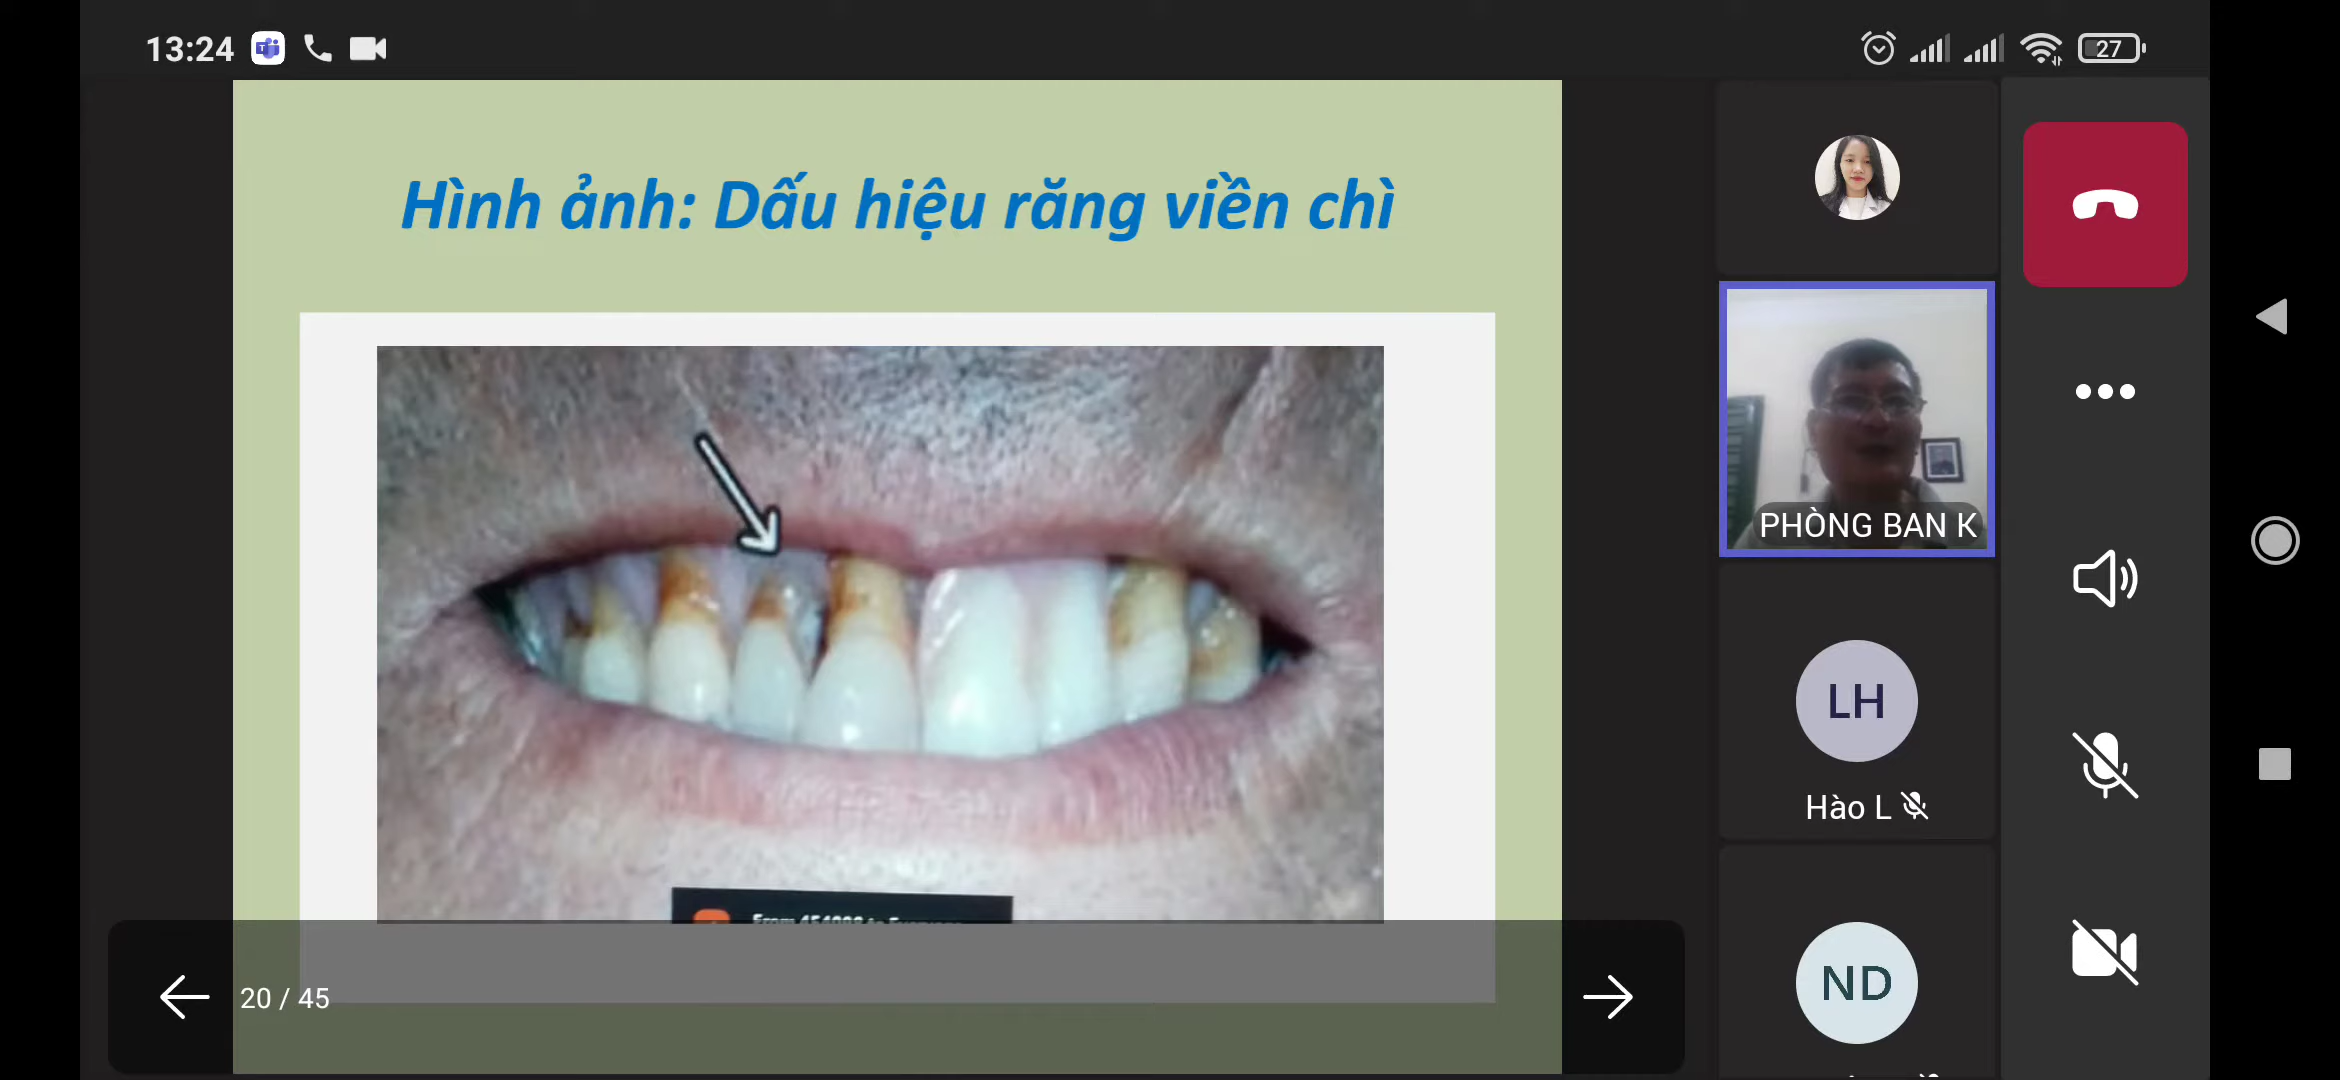 13:24
27
Hình ảnh: Dấu hiệu răng viền chì
PHÒNG BAN K
LH
Hào L
ND
20 / 45